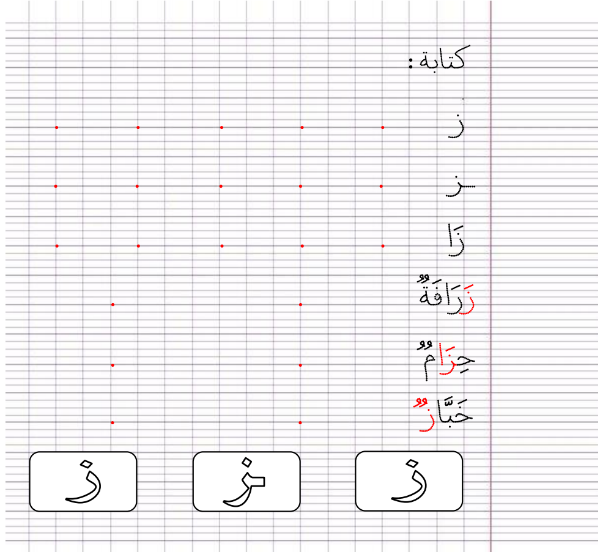 كتابة :
ز
ـز
زَا
زَرَافَةٌ
حِزَامٌ
خَبَّازٌ
ز ـز ز